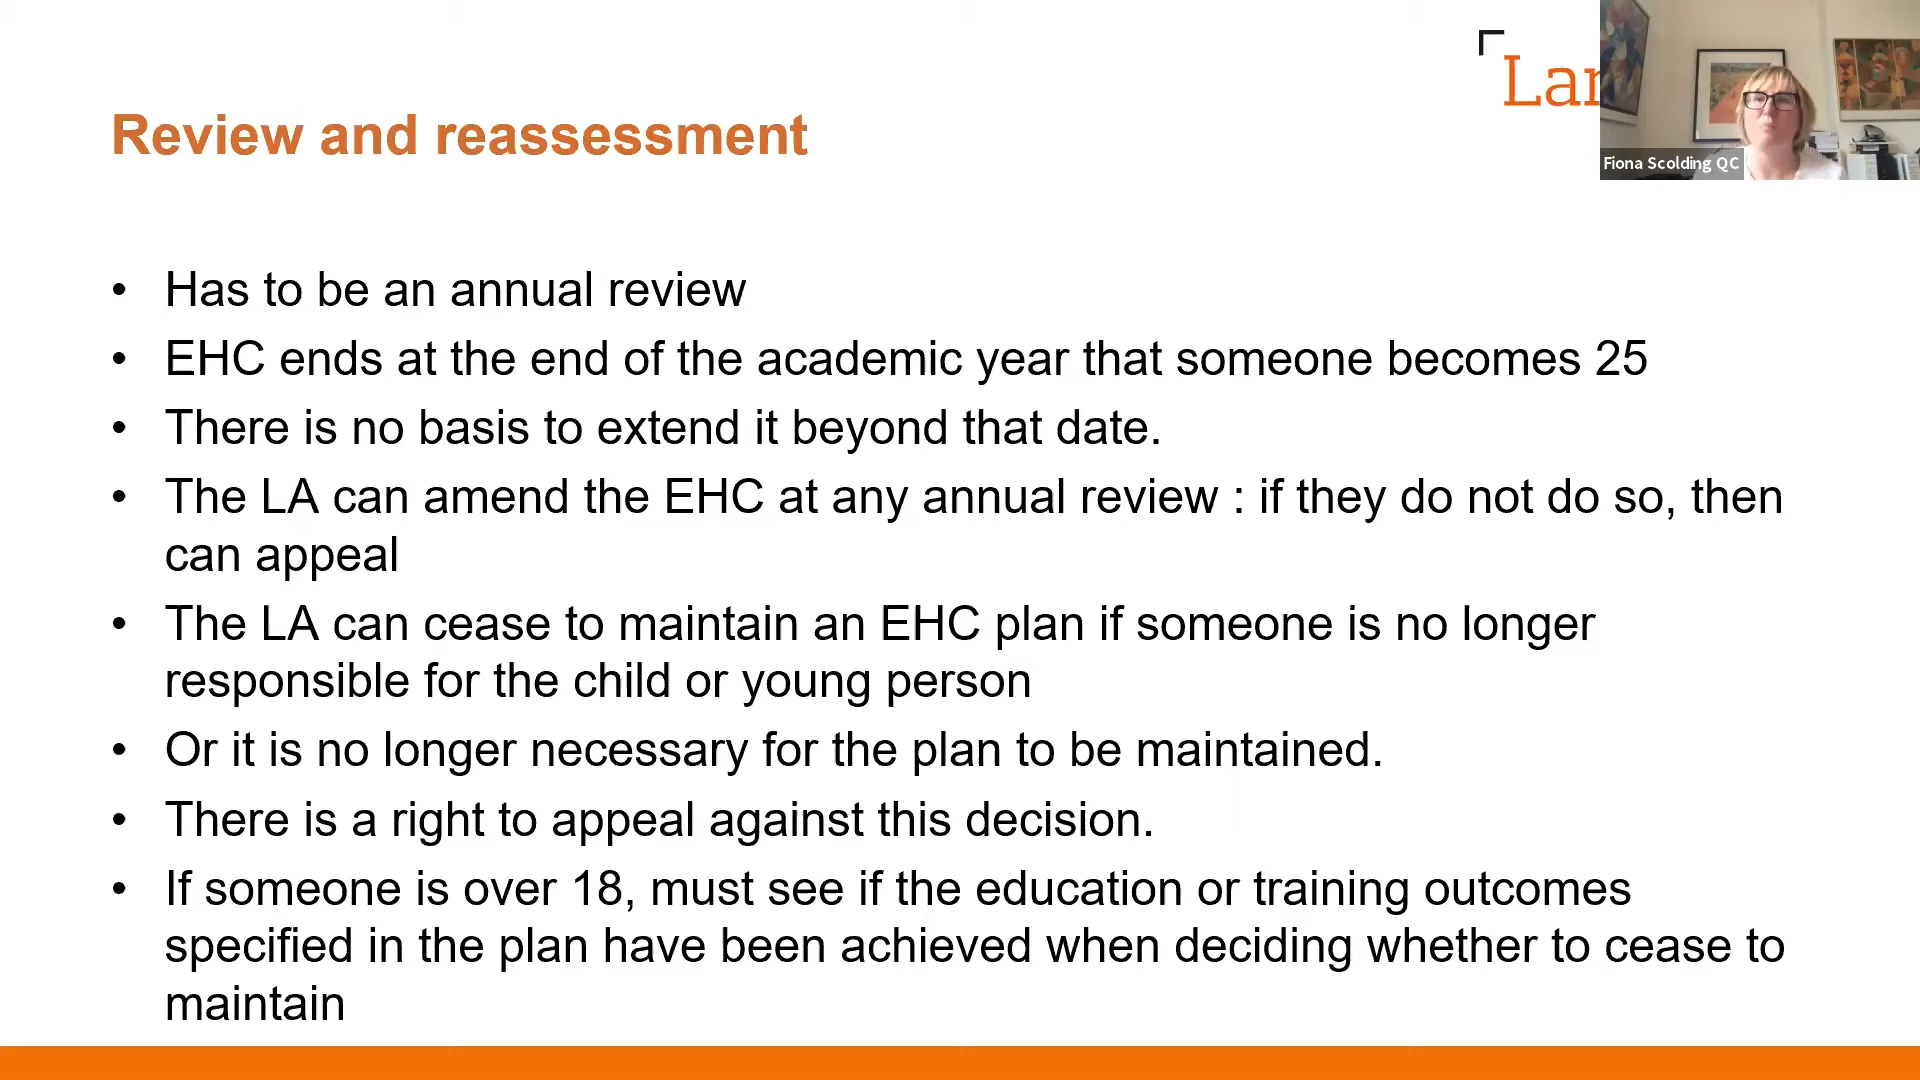 Lar
Fiona Scolding QC
Review and reassessment
• Has to be an annual review
• EHC ends at the end of the academic year that someone becomes 25
• There is no basis to extend it beyond that date.
• The LA can amend the EHC at any annual review : if they do not do so, then
can appeal
• The LA can cease to maintain an EHC plan if someone is no longer
responsible for the child or young person
• Or it is no longer necessary for the plan to be maintained.
• There is a right to appeal against this decision.
• If someone is over 18, must see if the education or training outcomes
specified in the plan have been achieved when deciding whether to cease to
maintain